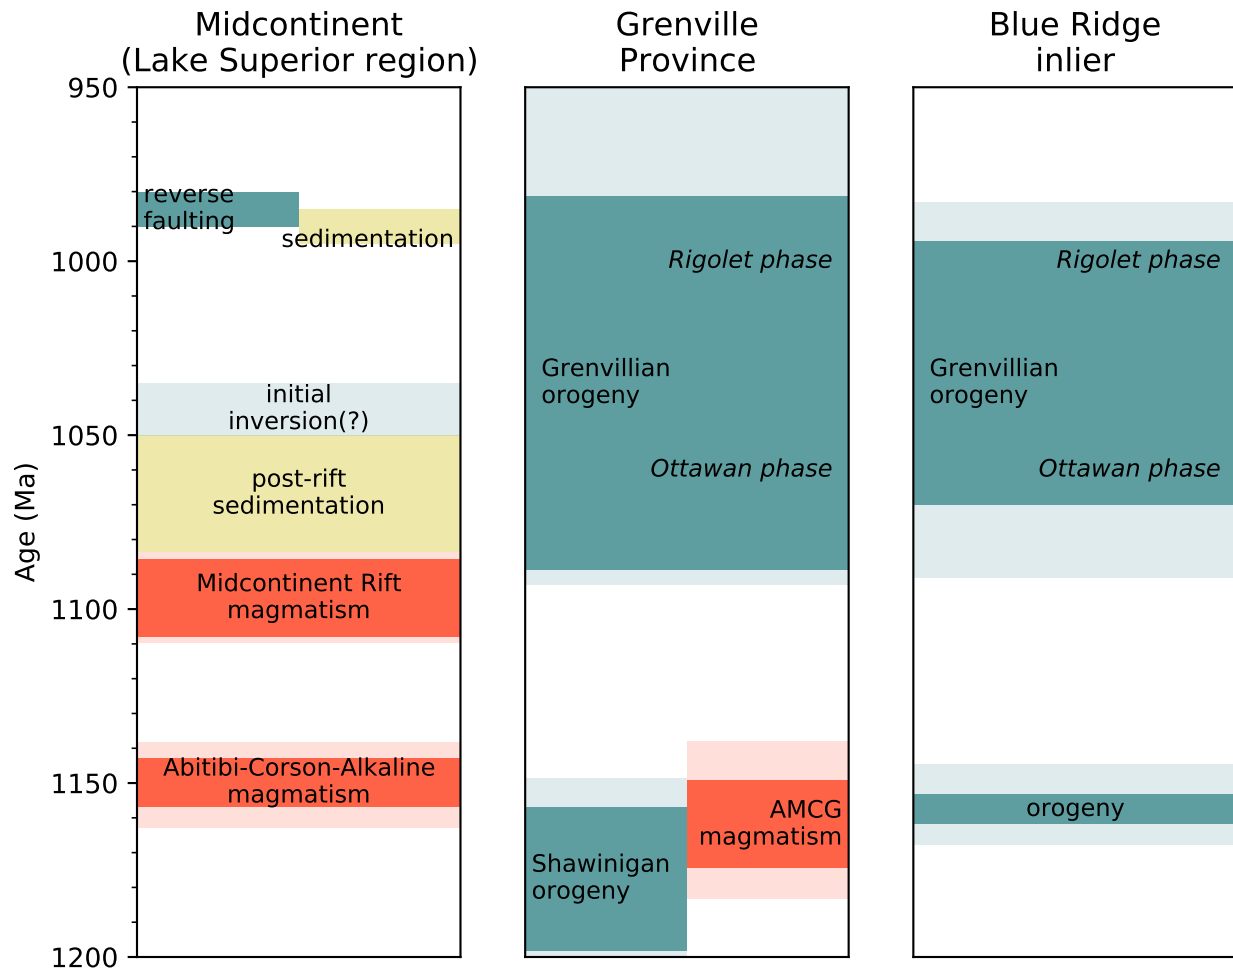 Midcontinent
(Lake Superior region)
Grenville
Province
Blue Ridge
inlier
Age (Ma)
950
1000
1050
1100
1150
1200
reverse
faulting
sedimentation
initial
inversion(?)
post-rift
sedimentation
Midcontinent Rift
magmatism
Abitibi-Corson-Alkaline
magmatism
Rigolet phase
Grenvillian
orogeny
Ottawan phase
AMCG
magmatism
Shawinigan
orogeny
Rigolet phase
Grenvillian
orogeny
Ottawan phase
orogeny